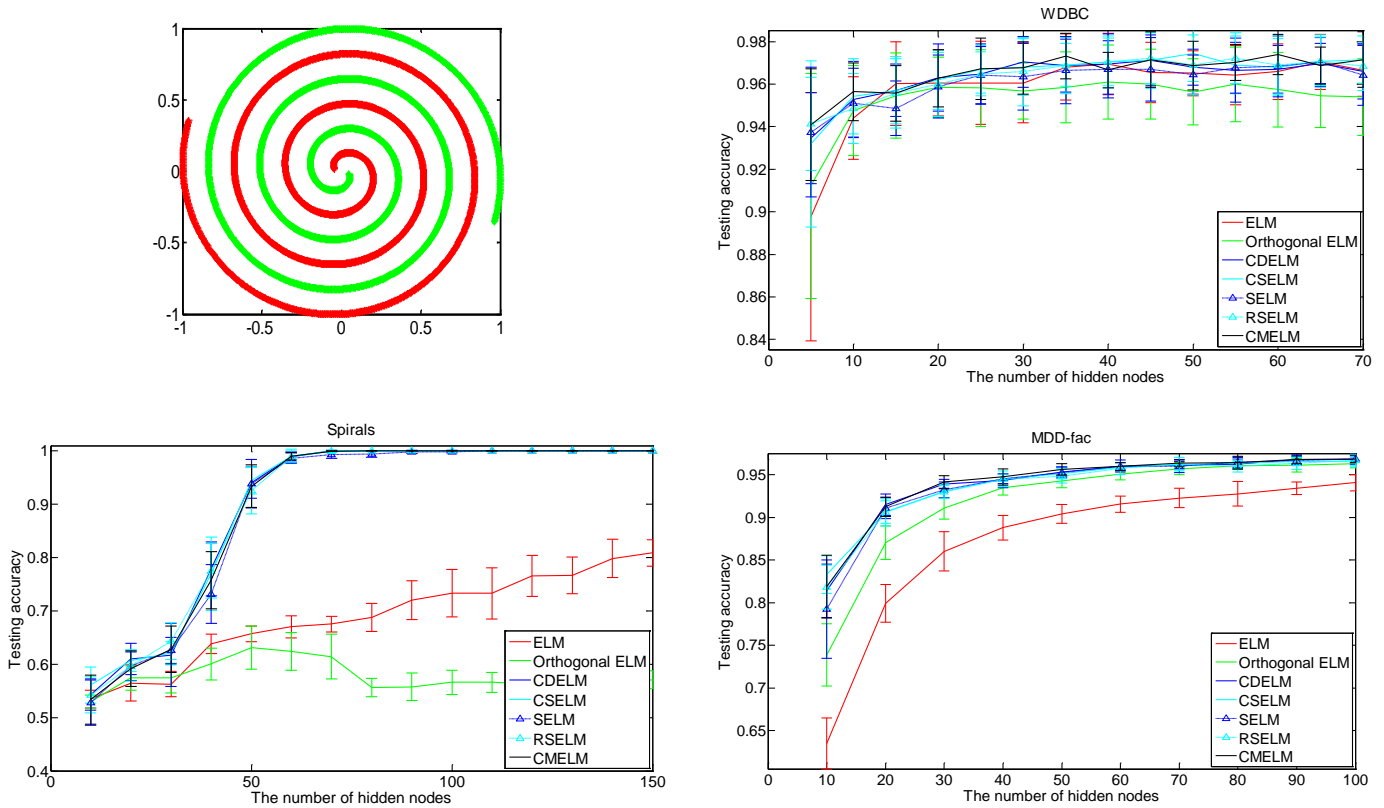 1
0.5
0
-0.5
-1
-1 -0.5 0 0.5 1
WDBC
Testing accuracy
0.98
0.96
0.94
0.92
0.9
0.88
0.86
0.84
0 10 20 30 40 50 60 70
The number of hidden nodes
ELM
Orthogonal ELM
CDELM
CSELM
SELM
RSELM
CMELM
Spirals
Testing accuracy
1
0.9
0.8
0.7
0.6
0.5
0.4
0 50 100 150
The number of hidden nodes
ELM
Orthogonal ELM
CDELM
CSELM
SELM
RSELM
CMELM
MDD-fac
Testing accuracy
0.95
0.9
0.85
0.8
0.75
0.7
0.65
0 10 20 30 40 50 60 70 80 90 100
The number of hidden nodes
ELM
Orthogonal ELM
CDELM
CSELM
SELM
RSELM
CMELM